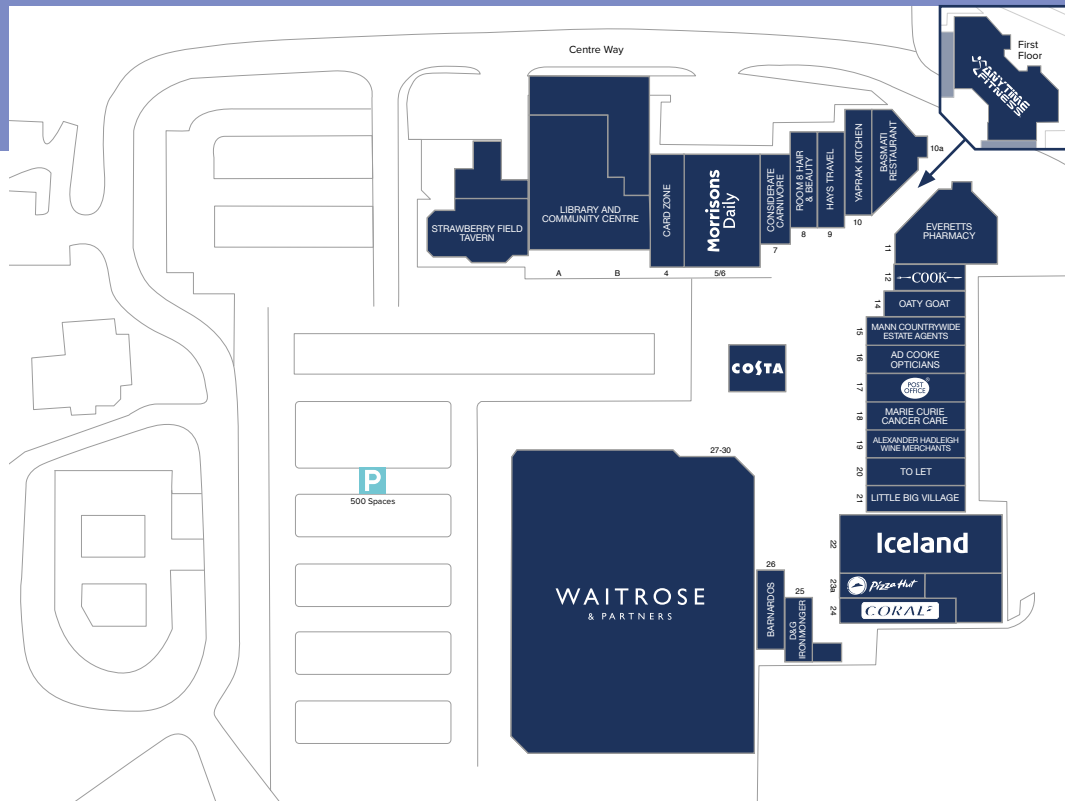 Centre Way
First
Floor
ANYTIME
FITNESS
STRAWBERRY FIELD
TAVERN
LIBRARY AND
COMMUNITY CENTRE
A
B
CARD ZONE
4
Morrisons
Daily
5/6
CONSIDERATE
CARNIVORE
7
ROOM 8 HAIR
& BEAUTY
8
HAYS TRAVEL
9
YAPRAK KITCHEN
10
BASMATI
RESTAURANT
10a
EVERETTS
PHARMACY
11
COOK
12
OATY GOAT
14
MANN COUNTRYWIDE
ESTATE AGENTS
15
AD COOKE
OPTICIANS
16
POST
OFFICE®
17
MARIE CURIE
CANCER CARE
18
ALEXANDER HADLEIGH
WINE MERCHANTS
19
TO LET
20
LITTLE BIG VILLAGE
21
Iceland
22
Pizza Hut
23a
CORAL
24
COSTA
P
500 Spaces
27-30
WAITROSE
& PARTNERS
26
BARNARDOS
25
D&G
IRONMONGER